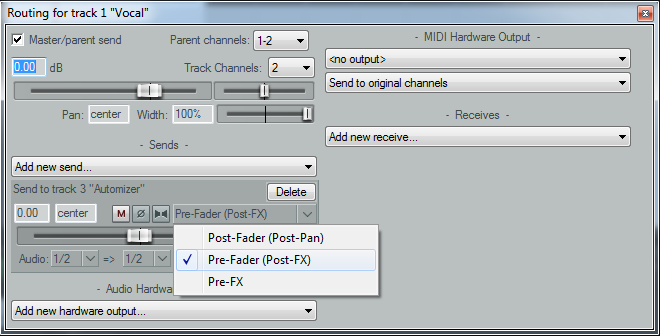 Routing for track 1 "Vocal"
Master/parent send
Parent channels: 1-2
0.00 dB
Track Channels: 2
Pan: center Width: 100%
- Sends -
Add new send...
Send to track 3 "Automizer"
Delete
0.00 center M Ø Pre-Fader (Post-FX)
Post-Fader (Post-Pan)
✓ Pre-Fader (Post-FX)
Pre-FX
Audio: 1/2 => 1/2
- Audio Hardwa
Add new hardware output...
- MIDI Hardware Output -
<no output>
Send to original channels
- Receives -
Add new receive...